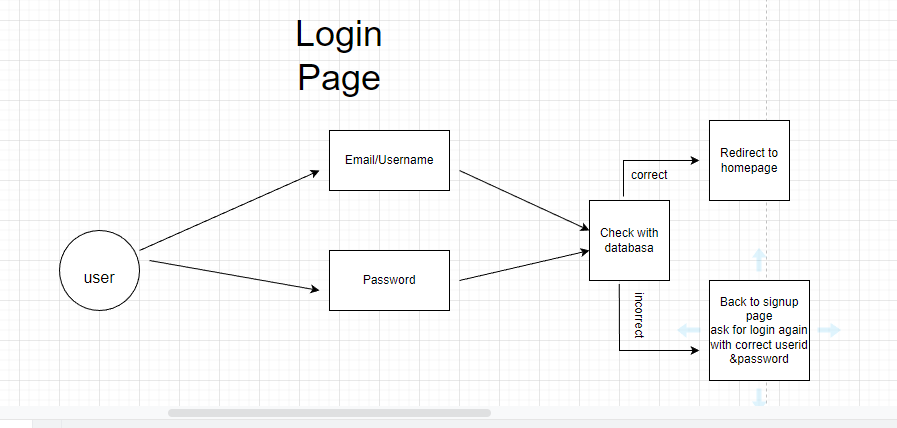 Login
Page
Email/Username
Redirect to
homepage
correct
Check with
databasa
user
Password
incorrect
Back to signup
page
ask for login again
with correct userid
&password